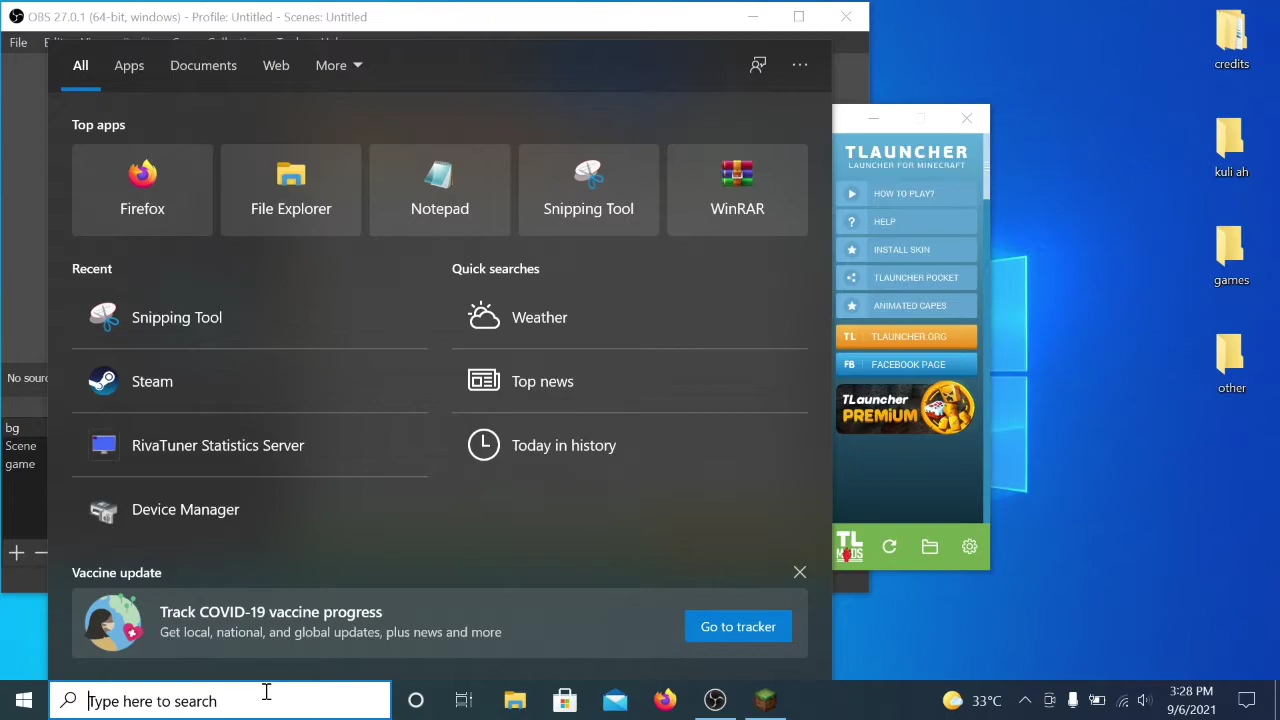 OBS 27.0.1 (64-bit, windows) - Profile: Untitled - Scenes: Untitled
File
All
Apps
Documents
Web
More
Top apps
Firefox
File Explorer
Notepad
Snipping Tool
WinRAR
Recent
Quick searches
Snipping Tool
Weather
Steam
Top news
RivaTuner Statistics Server
Today in history
Device Manager
Vaccine update
Track COVID-19 vaccine progress
Get local, national, and global updates, plus news and more
Go to tracker
No sour
bg
Scene
game
TLAUNCHER
LAUNCHER FOR MINECRAFT
HOW TO PLAY?
? HELP
INSTALL SKIN
TLAUNCHER POCKET
ANIMATED CAPES
TL TLAUNCHER.ORG
FB FACEBOOK PAGE
TLauncher
PREMIUM
TL
MODS
credits
kuli ah
games
other
Type here to search
33°C
3:28 PM
9/6/2021